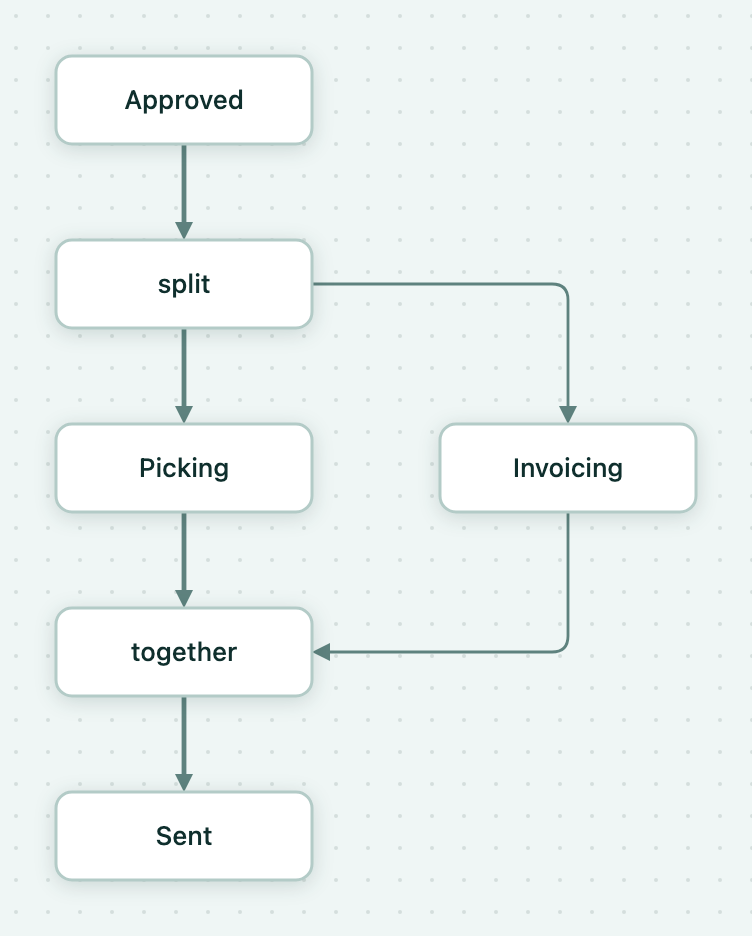 Approved
split
Picking
Invoicing
together
Sent